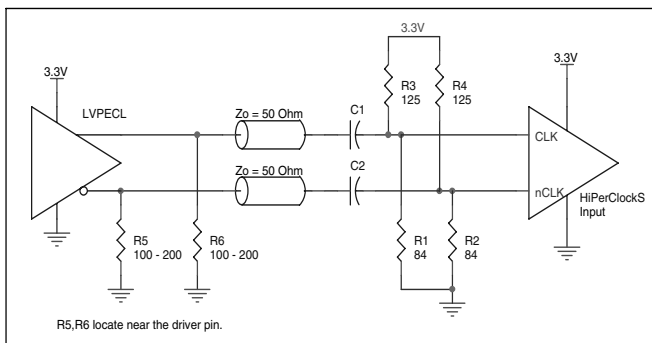 3.3V
3.3V
3.3V
R3
125
R4
125
LVPECL
Zo = 50 Ohm
C1
CLK
Zo = 50 Ohm
C2
nCLK
HiPerClockS
Input
R5
100 - 200
R6
100 - 200
R1
84
R2
84
R5,R6 locate near the driver pin.